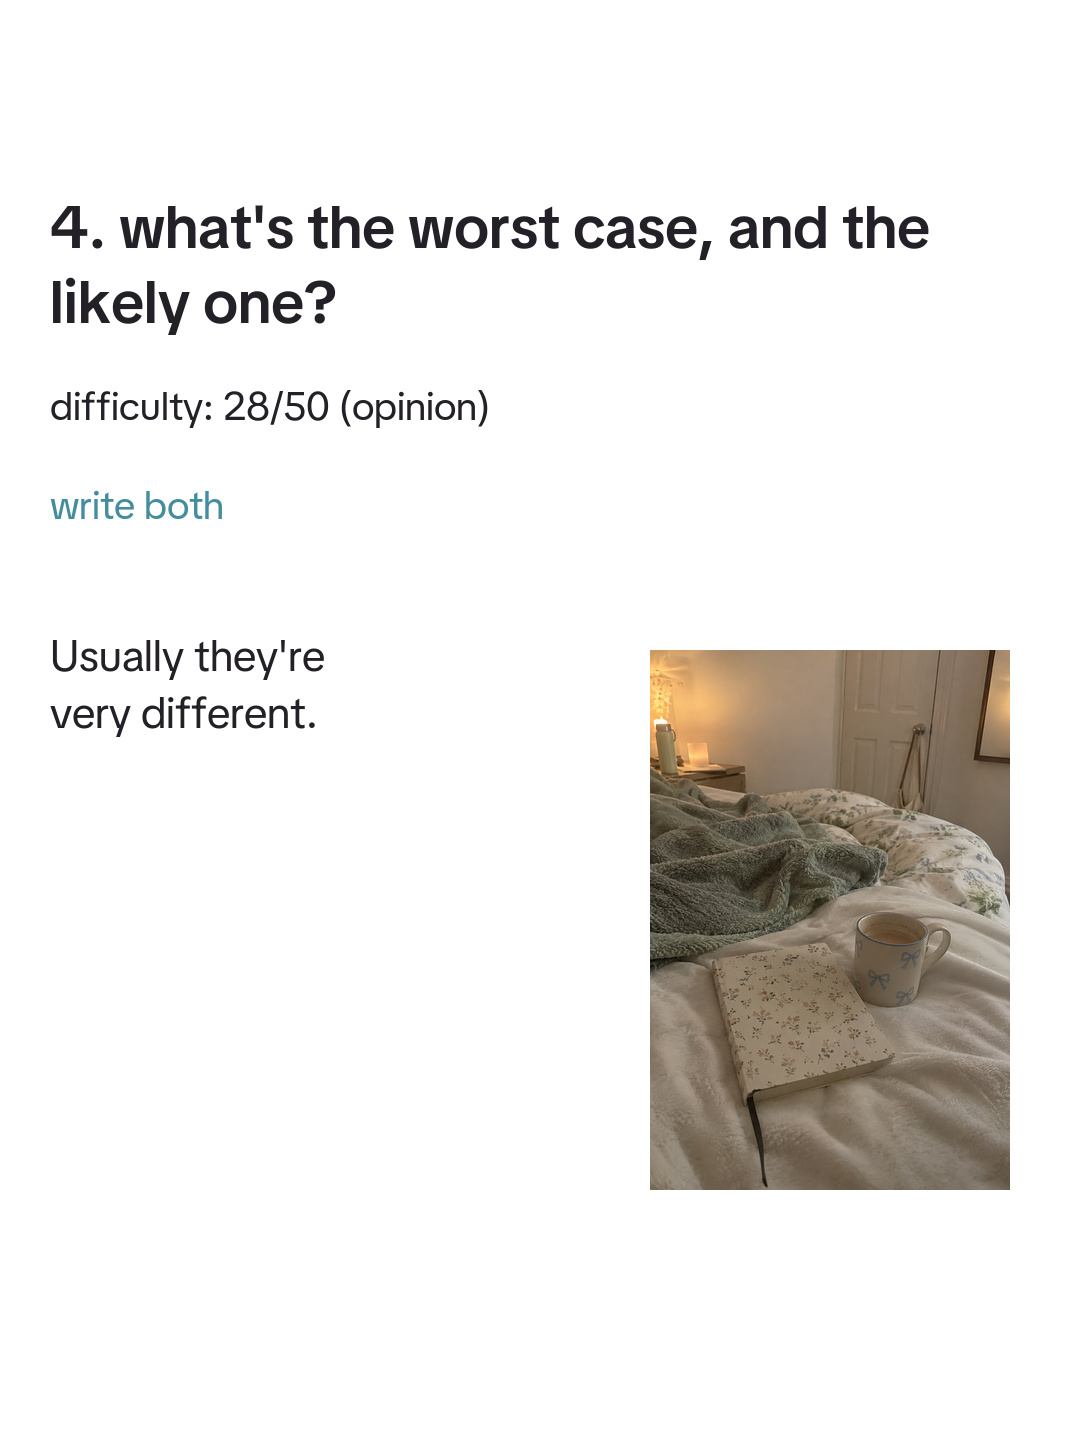 4. what's the worst case, and the
likely one?
difficulty: 28/50 (opinion)
write both
Usually they're
very different.